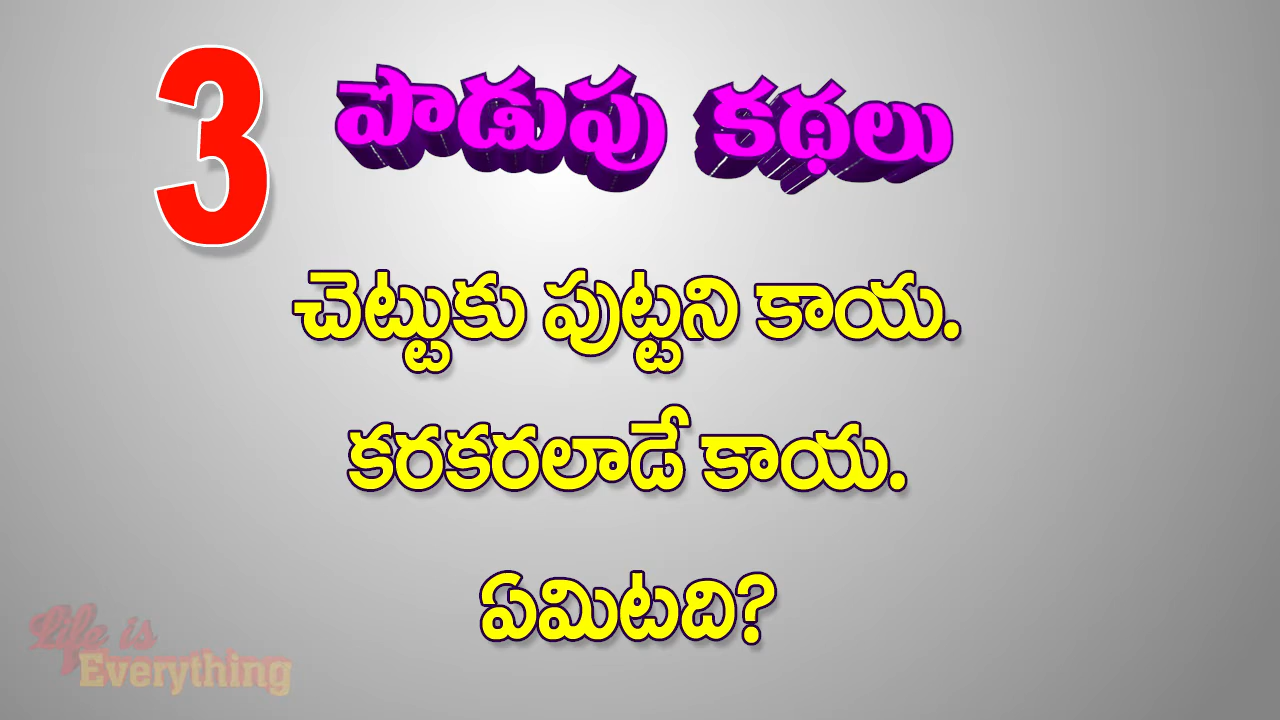 3 పొడుపు కథలు
చెట్టుకు పుట్టని కాయ.
కరకరలాడే కాయ.
ఏమిటది?
Life is
Everything